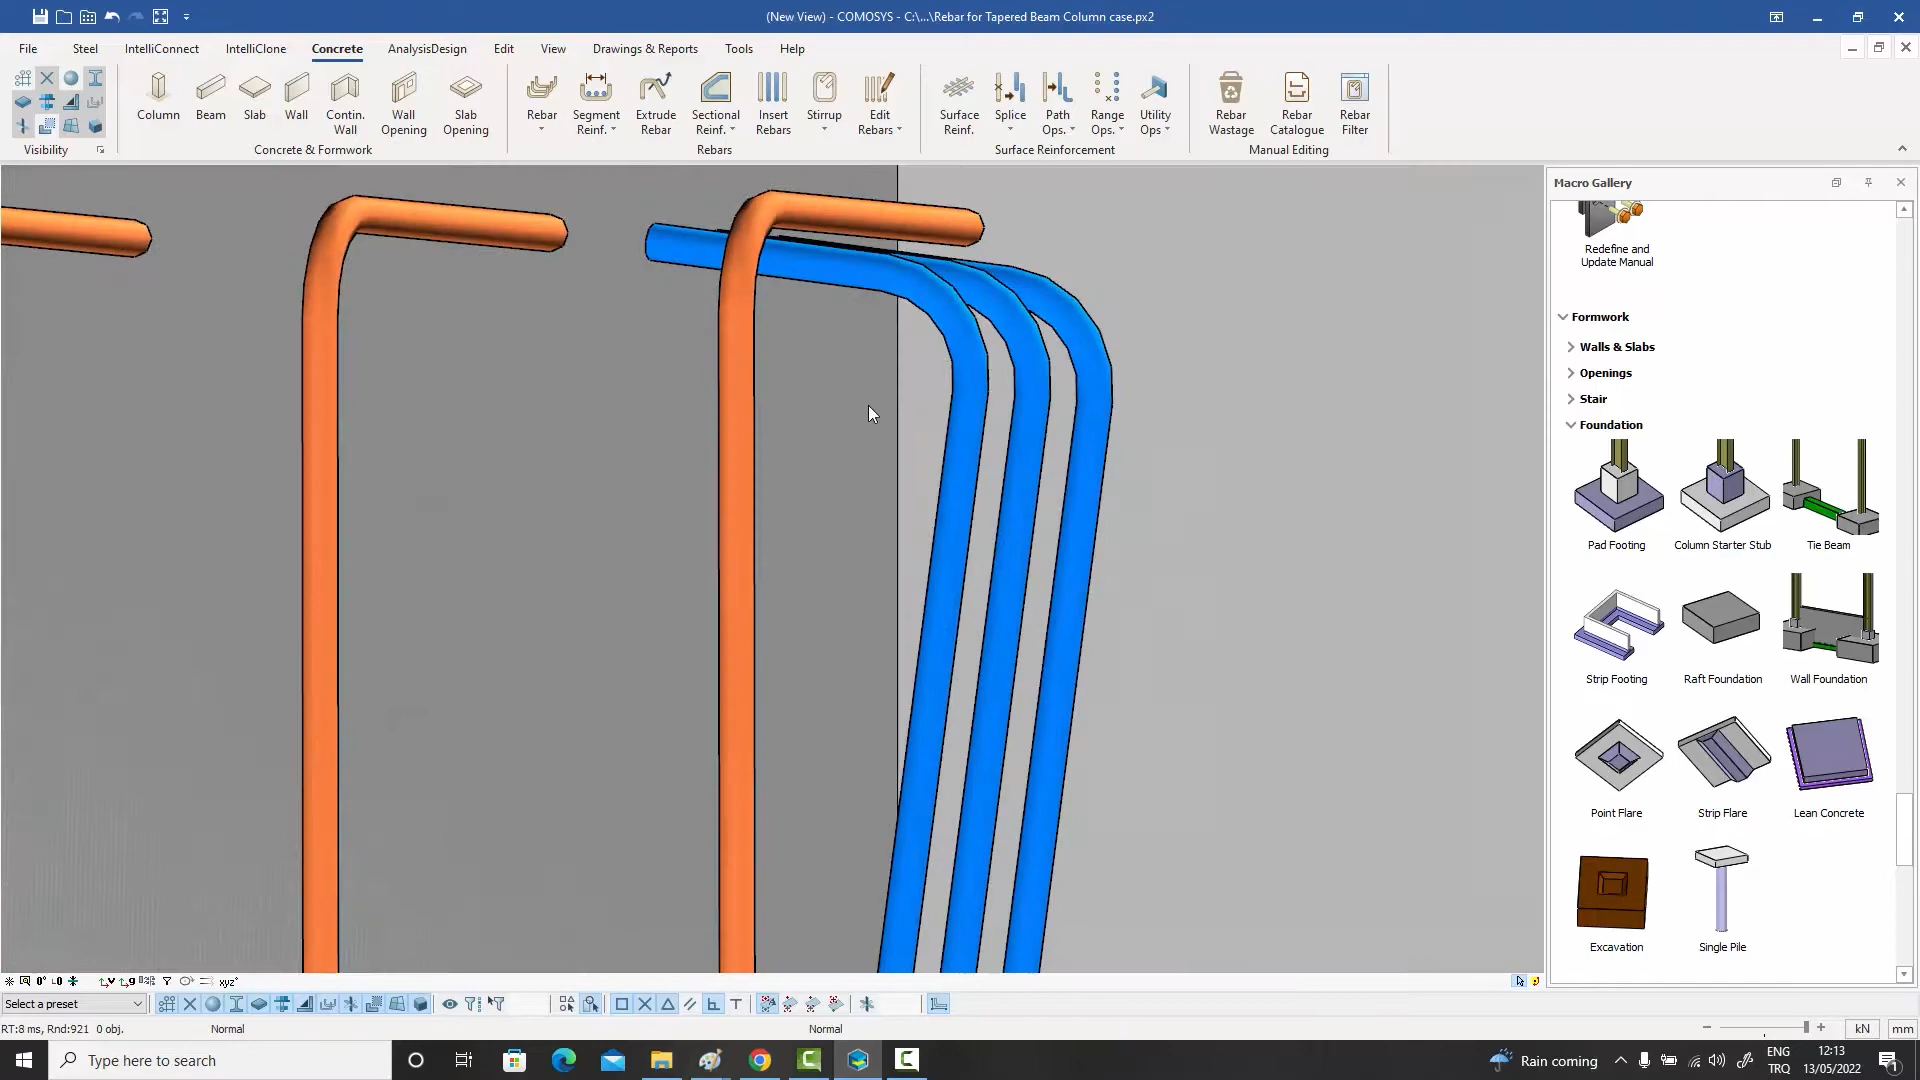 (New View) - COMOSYS - C:\...\Rebar for Tapered Beam Column case.px2
File Steel IntelliConnect IntelliClone Concrete AnalysisDesign Edit View Drawings & Reports Tools Help
Column Beam Slab Wall Contin. Wall Wall Opening Slab Opening Rebar Segment Reinf. Extrude Rebar Sectional Reinf. Insert Rebars Stirrup Edit Rebars Surface Reinf. Splice Path Ops. Range Ops. Utility Ops Rebar Wastage Rebar Catalogue Rebar Filter
Visibility Concrete & Formwork Rebars Surface Reinforcement Manual Editing
Macro Gallery
Redefine and
Update Manual
Formwork
Walls & Slabs
Openings
Stair
Foundation
Pad Footing Column Starter Stub Tie Beam
Strip Footing Raft Foundation Wall Foundation
Point Flare Strip Flare Lean Concrete
Excavation Single Pile
xyz
Select a preset
RT:8 ms, Rnd:921 0 obj. Normal Normal kN mm
Type here to search
Rain coming
ENG
TRQ
12:13
13/05/2022